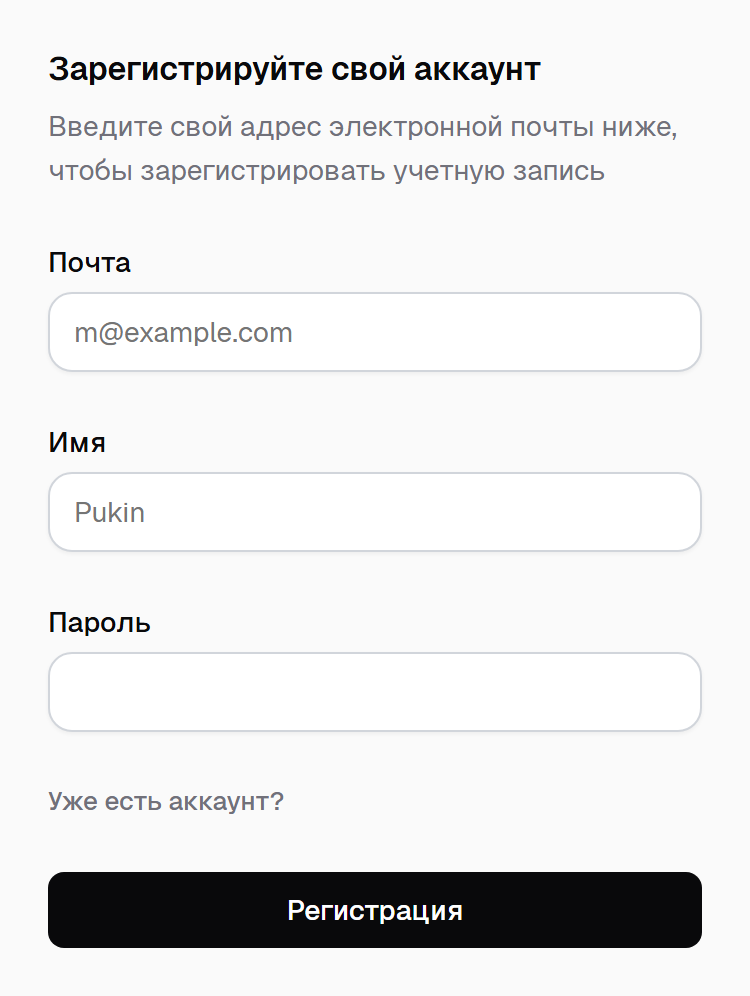 Зарегистрируйте свой аккаунт
Введите свой адрес электронной почты ниже,
чтобы зарегистрировать учетную запись
Почта
m@example.com
Имя
Pukin
Пароль
Уже есть аккаунт?
Регистрация